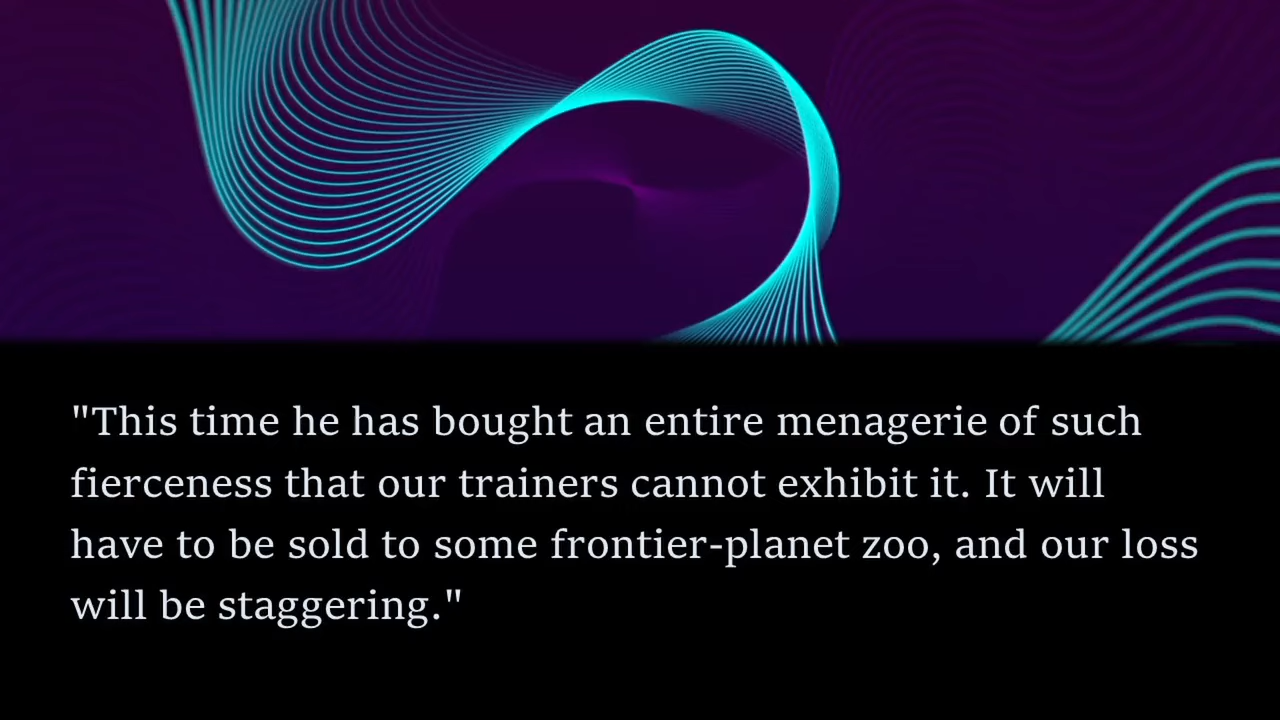 "This time he has bought an entire menagerie of such
fierceness that our trainers cannot exhibit it. It will
have to be sold to some frontier-planet zoo, and our loss
will be staggering."